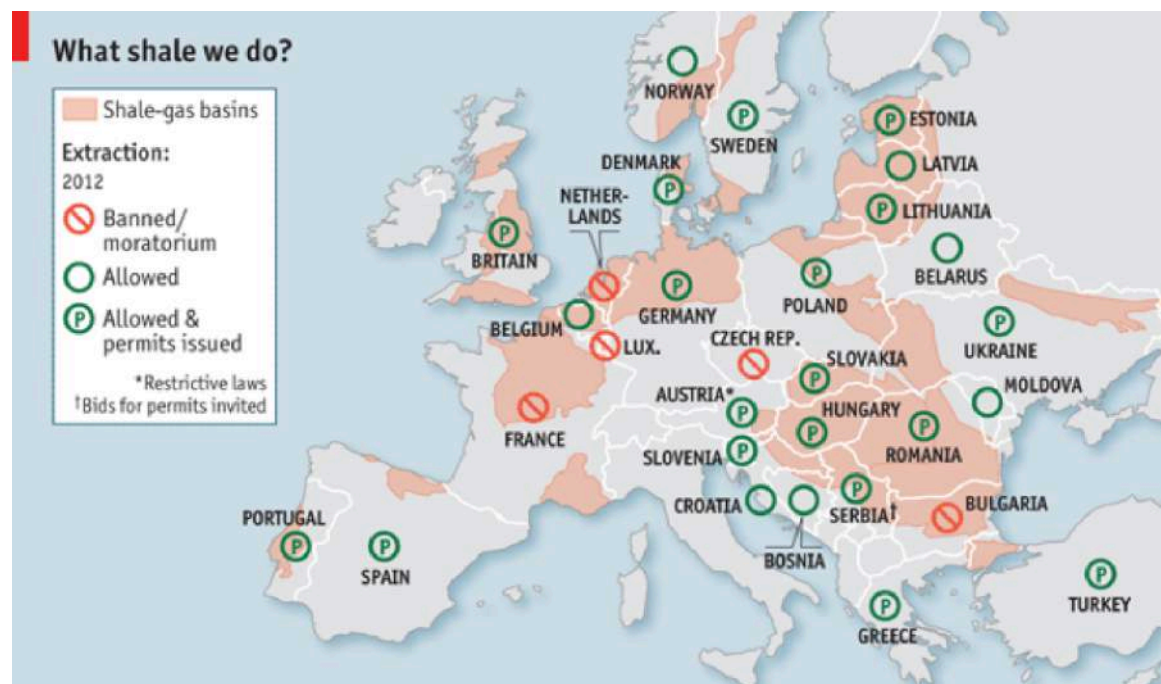 What shale we do?
Shale-gas basins
Extraction:
2012
Banned/
moratorium
Allowed
P Allowed &
permits issued
*Restrictive laws
†Bids for permits invited
NORWAY
P
SWEDEN
P ESTONIA
LATVIA
P LITHUANIA
DENMARK
P
NETHER-
LANDS
P
BRITAIN
BELARUS
P
GERMANY
P
POLAND
BELGIUM
LUX.
CZECH REP.
P
UKRAINE
SLOVAKIA
P
MOLDOVA
AUSTRIA*
P
HUNGARY
P
P
ROMANIA
FRANCE
SLOVENIA P
CROATIA
BOSNIA
P
SERBIA†
BULGARIA
PORTUGAL
P
P
SPAIN
P
GREECE
P
TURKEY